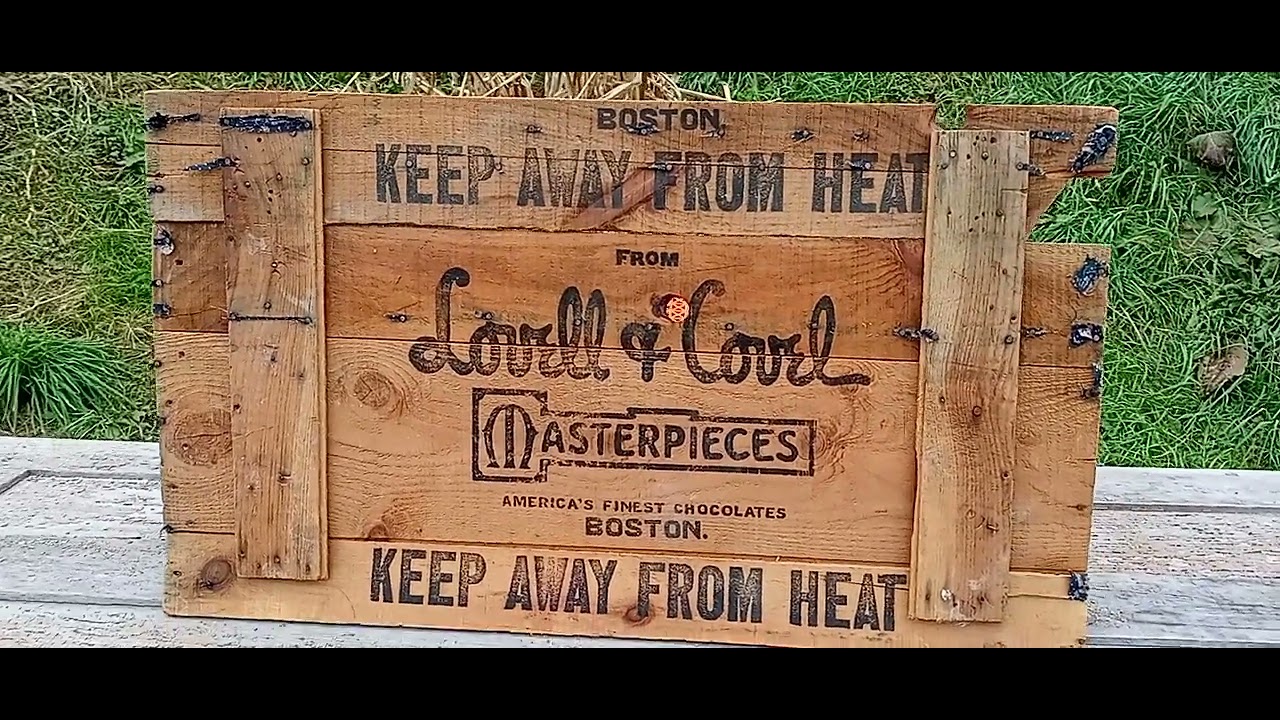 BOSTON.
KEEP AWAY FROM HEAT
FROM
Lovell & Covel
MASTERPIECES
AMERICA'S FINEST CHOCOLATES
BOSTON.
KEEP AWAY FROM HEAT